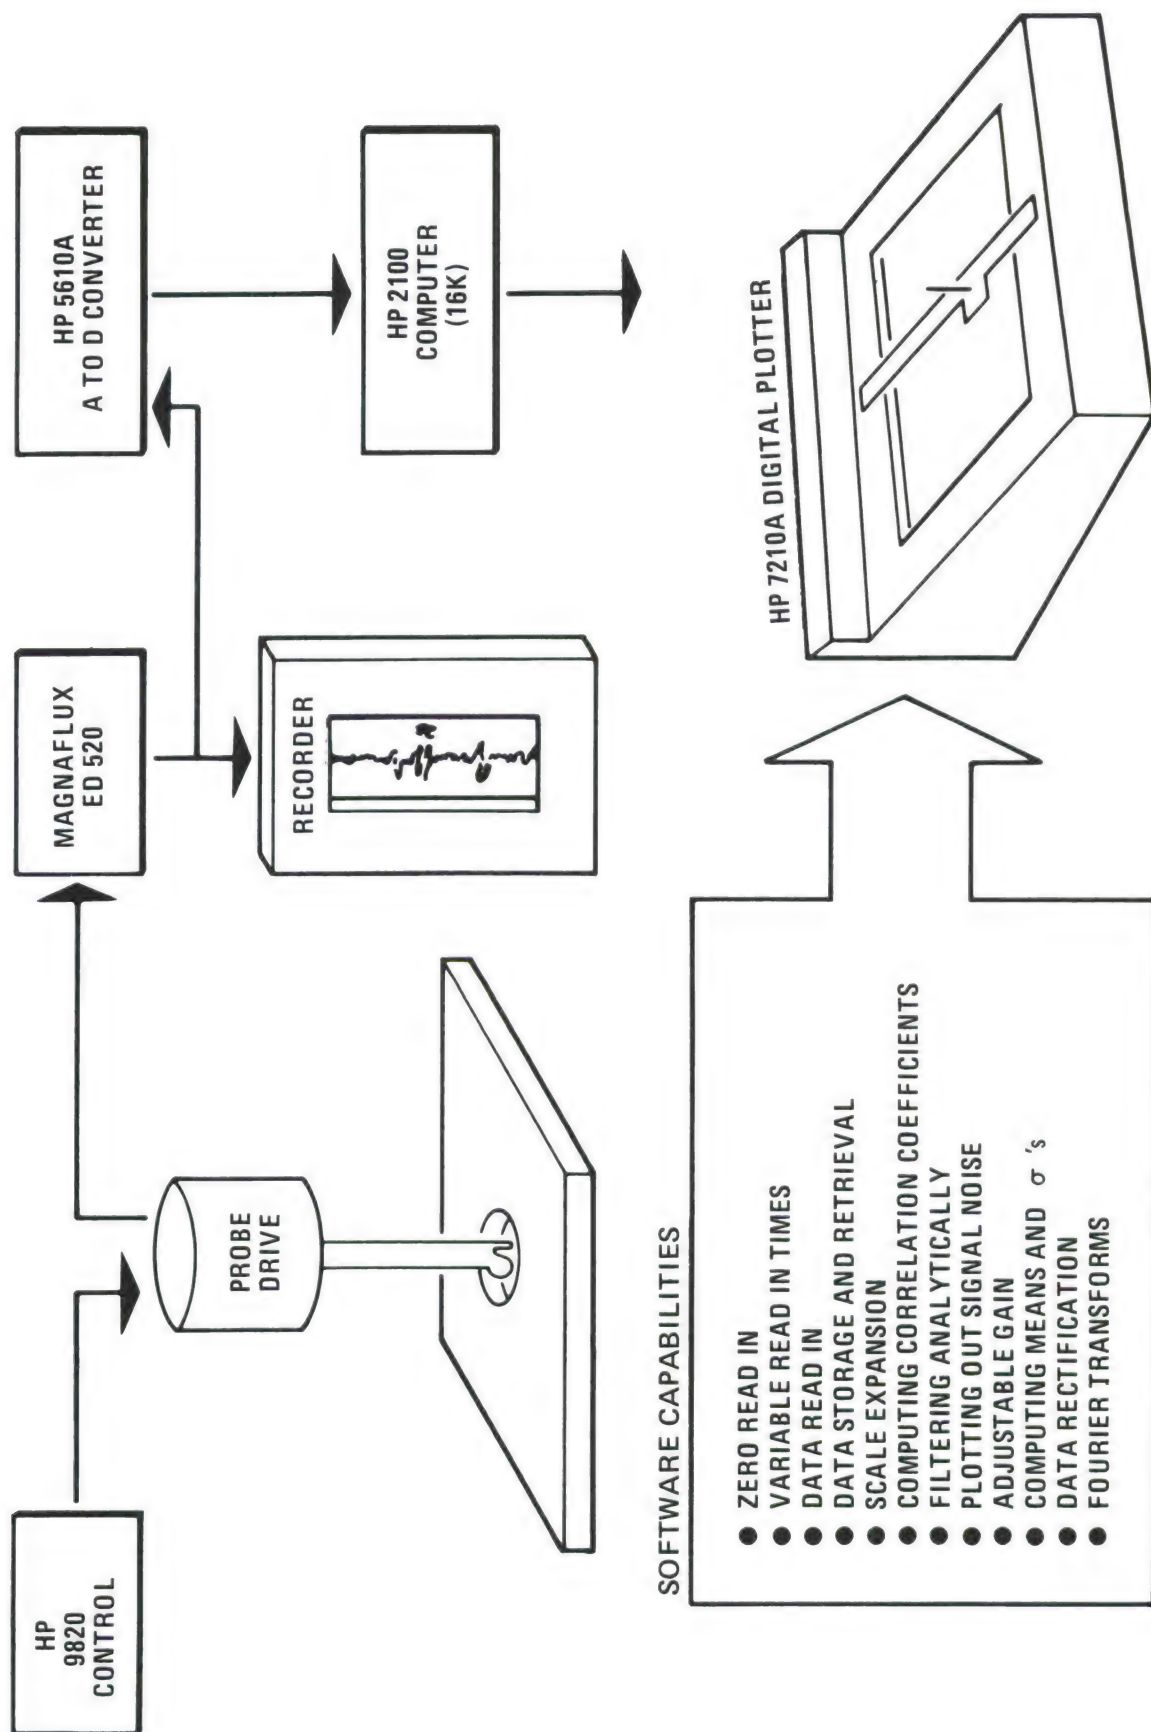 HP
9820
CONTROL
PROBE
DRIVE
MAGNAFLUX
ED 520
RECORDER
HP 5610A
A TO D CONVERTER
HP 2100
COMPUTER
(16K)
SOFTWARE CAPABILITIES
● ZERO READ IN
● VARIABLE READ IN TIMES
● DATA READ IN
● DATA STORAGE AND RETRIEVAL
● SCALE EXPANSION
● COMPUTING CORRELATION COEFFICIENTS
● FILTERING ANALYTICALLY
● PLOTTING OUT SIGNAL NOISE
● ADJUSTABLE GAIN
● COMPUTING MEANS AND σ 's
● DATA RECTIFICATION
● FOURIER TRANSFORMS
HP 7210A DIGITAL PLOTTER